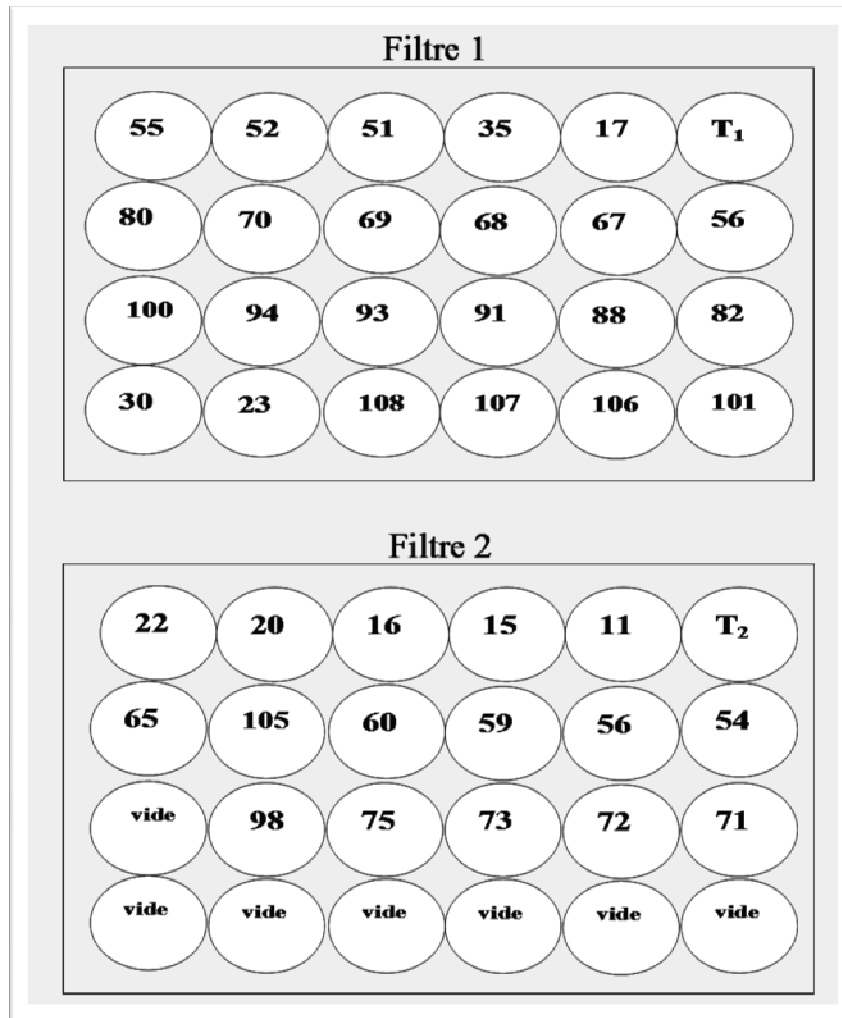 Filtre 1
55 52 51 35 17 T₁
80 70 69 68 67 56
100 94 93 91 88 82
30 23 108 107 106 101
Filtre 2
22 20 16 15 11 T₂
65 105 60 59 56 54
vide 98 75 73 72 71
vide vide vide vide vide vide